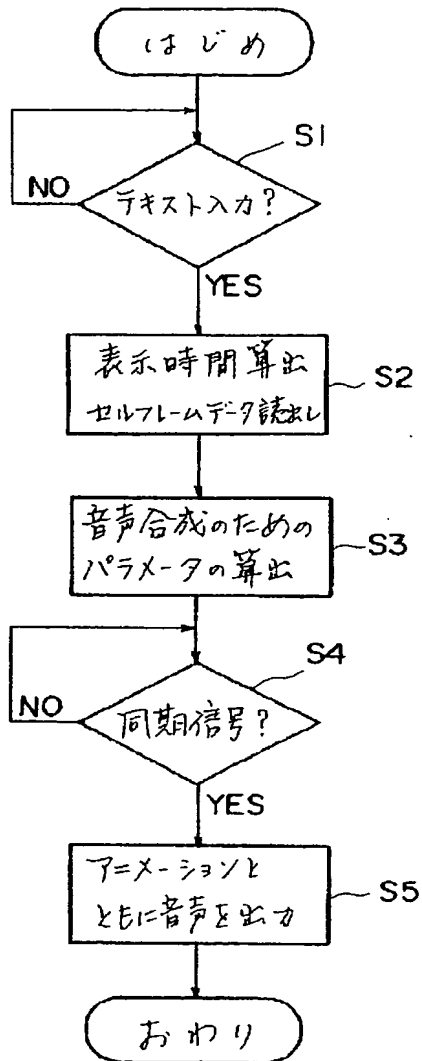 はじめ
S1
NO
テキスト入力?
YES
表示時間算出
セルフレームデータ読出し
S2
音声合成のための
パラメータの算出
S3
S4
NO
同期信号?
YES
アニメーションと
ともに音声を出力
S5
おわり